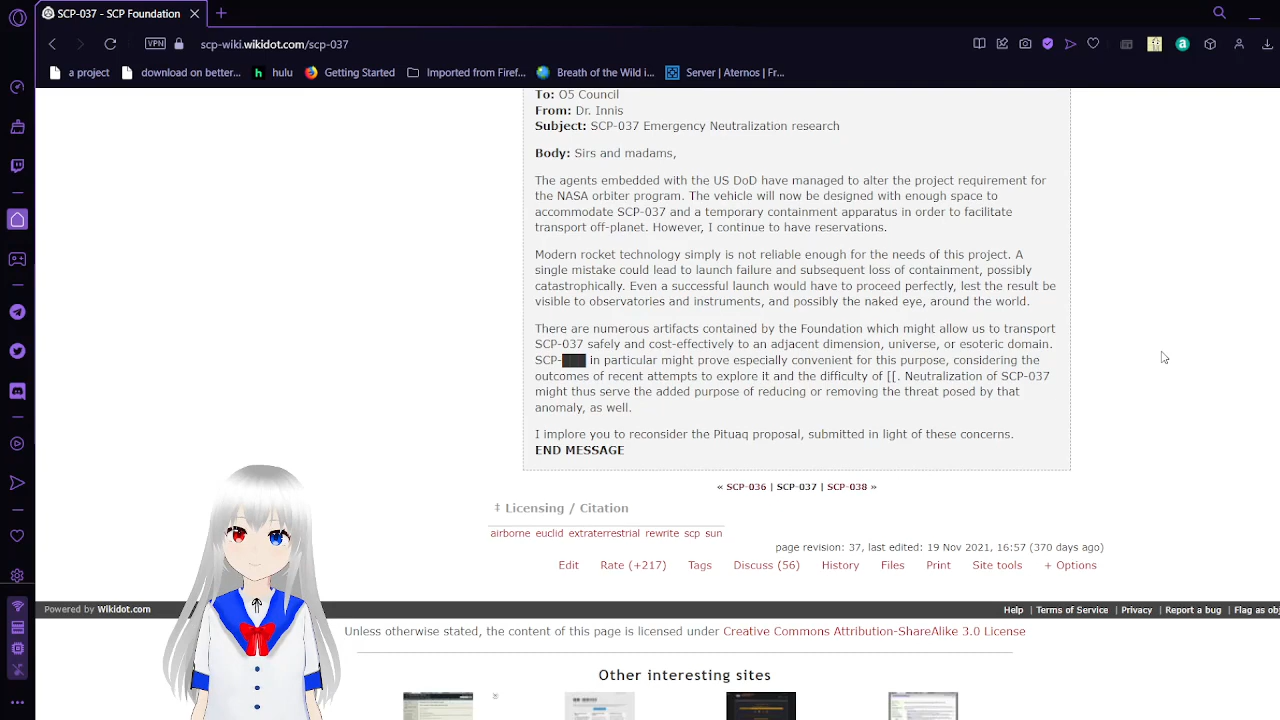 SCP-037 - SCP Foundation
VPN
scp-wiki.wikidot.com/scp-037
a project
download on better...
h hulu
Getting Started
Imported from Firef...
Breath of the Wild i...
Server | Aternos | Fr...
To: O5 Council
From: Dr. Innis
Subject: SCP-037 Emergency Neutralization research
Body: Sirs and madams,
The agents embedded with the US DoD have managed to alter the project requirement for
the NASA orbiter program. The vehicle will now be designed with enough space to
accommodate SCP-037 and a temporary containment apparatus in order to facilitate
transport off-planet. However, I continue to have reservations.
Modern rocket technology simply is not reliable enough for the needs of this project. A
single mistake could lead to launch failure and subsequent loss of containment, possibly
catastrophically. Even a successful launch would have to proceed perfectly, lest the result be
visible to observatories and instruments, and possibly the naked eye, around the world.
There are numerous artifacts contained by the Foundation which might allow us to transport
SCP-037 safely and cost-effectively to an adjacent dimension, universe, or esoteric domain.
SCP-███ in particular might prove especially convenient for this purpose, considering the
outcomes of recent attempts to explore it and the difficulty of [[. Neutralization of SCP-037
might thus serve the added purpose of reducing or removing the threat posed by that
anomaly, as well.
I implore you to reconsider the Pituaq proposal, submitted in light of these concerns.
END MESSAGE
« SCP-036 | SCP-037 | SCP-038 »
‡ Licensing / Citation
airborne euclid extraterrestrial rewrite scp sun
page revision: 37, last edited: 19 Nov 2021, 16:57 (370 days ago)
Edit Rate (+217) Tags Discuss (56) History Files Print Site tools + Options
Powered by Wikidot.com
Help | Terms of Service | Privacy | Report a bug | Flag as obj
Unless otherwise stated, the content of this page is licensed under Creative Commons Attribution-ShareAlike 3.0 License
Other interesting sites